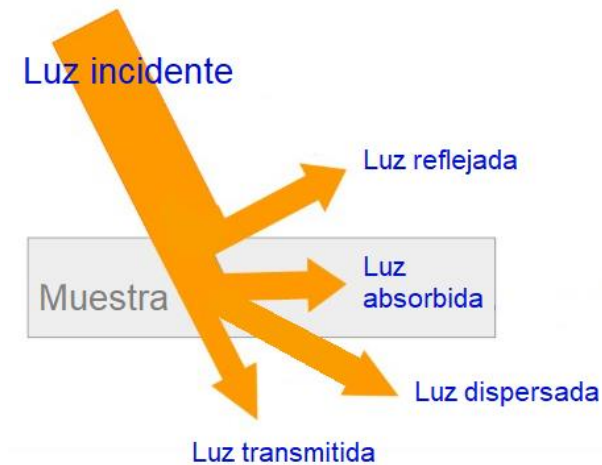 Luz incidente
Luz reflejada
Luz
absorbida
Muestra
Luz dispersada
Luz transmitida